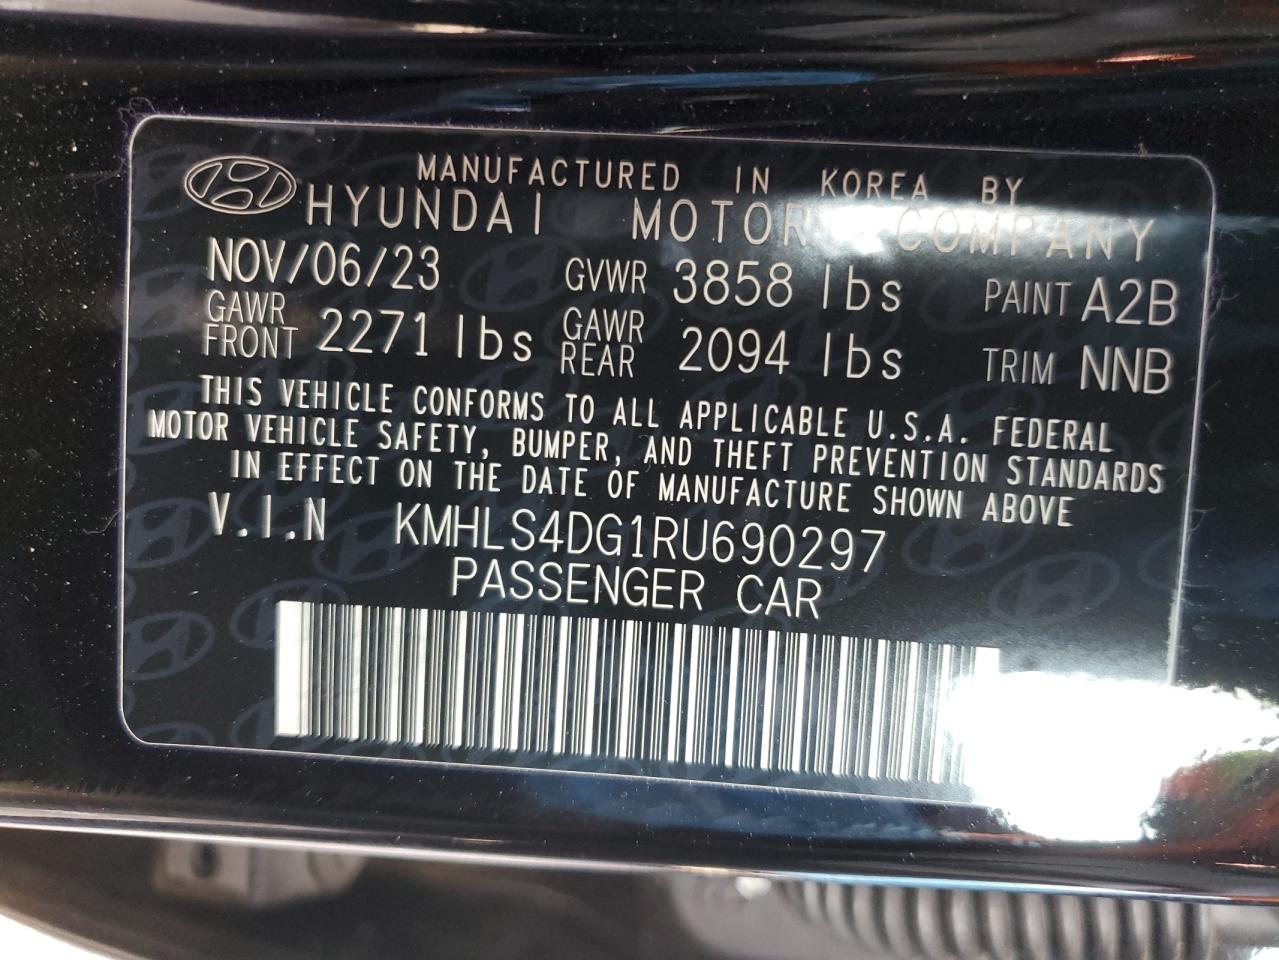 MANUFACTURED IN KOREA BY
HYUNDAI MOTOR COMPANY
NOV/06/23 GVWR 3858 lbs PAINT A2B
GAWR FRONT 2271 lbs GAWR REAR 2094 lbs TRIM NNB
THIS VEHICLE CONFORMS TO ALL APPLICABLE U.S.A. FEDERAL
MOTOR VEHICLE SAFETY, BUMPER, AND THEFT PREVENTION STANDARDS
IN EFFECT ON THE DATE OF MANUFACTURE SHOWN ABOVE
V.I.N KMHLS4DG1RU690297
PASSENGER CAR